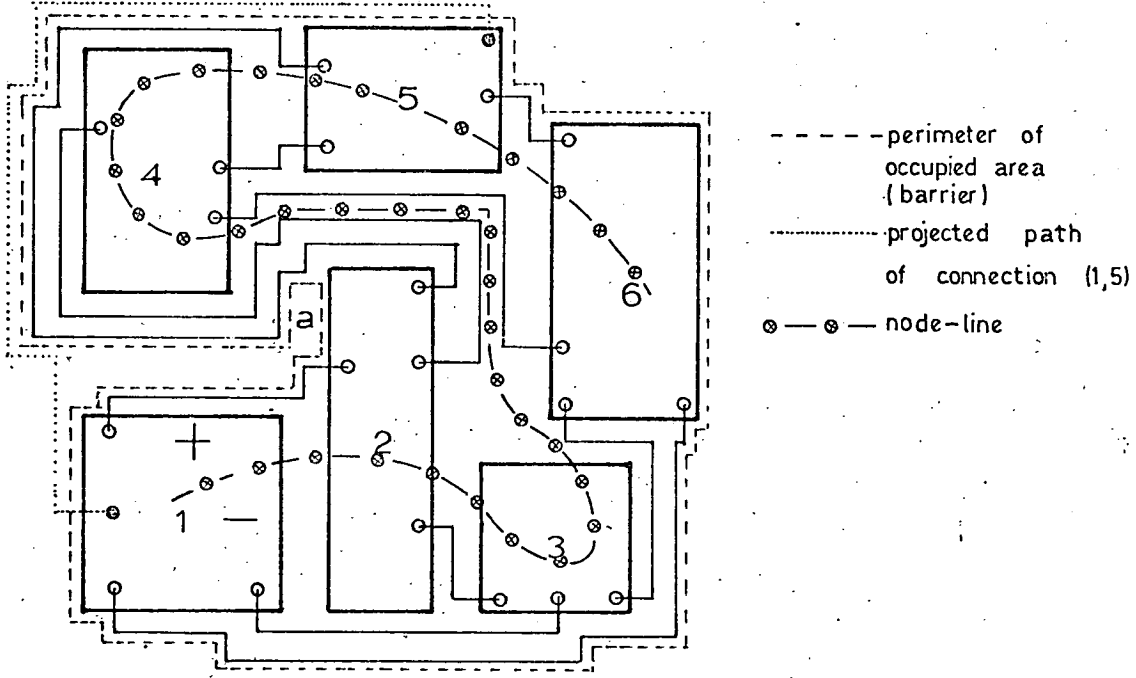 5
4
6
a
2
+
1 −
3
perimeter of
occupied area
(barrier)
projected path
of connection (1,5)
node-line